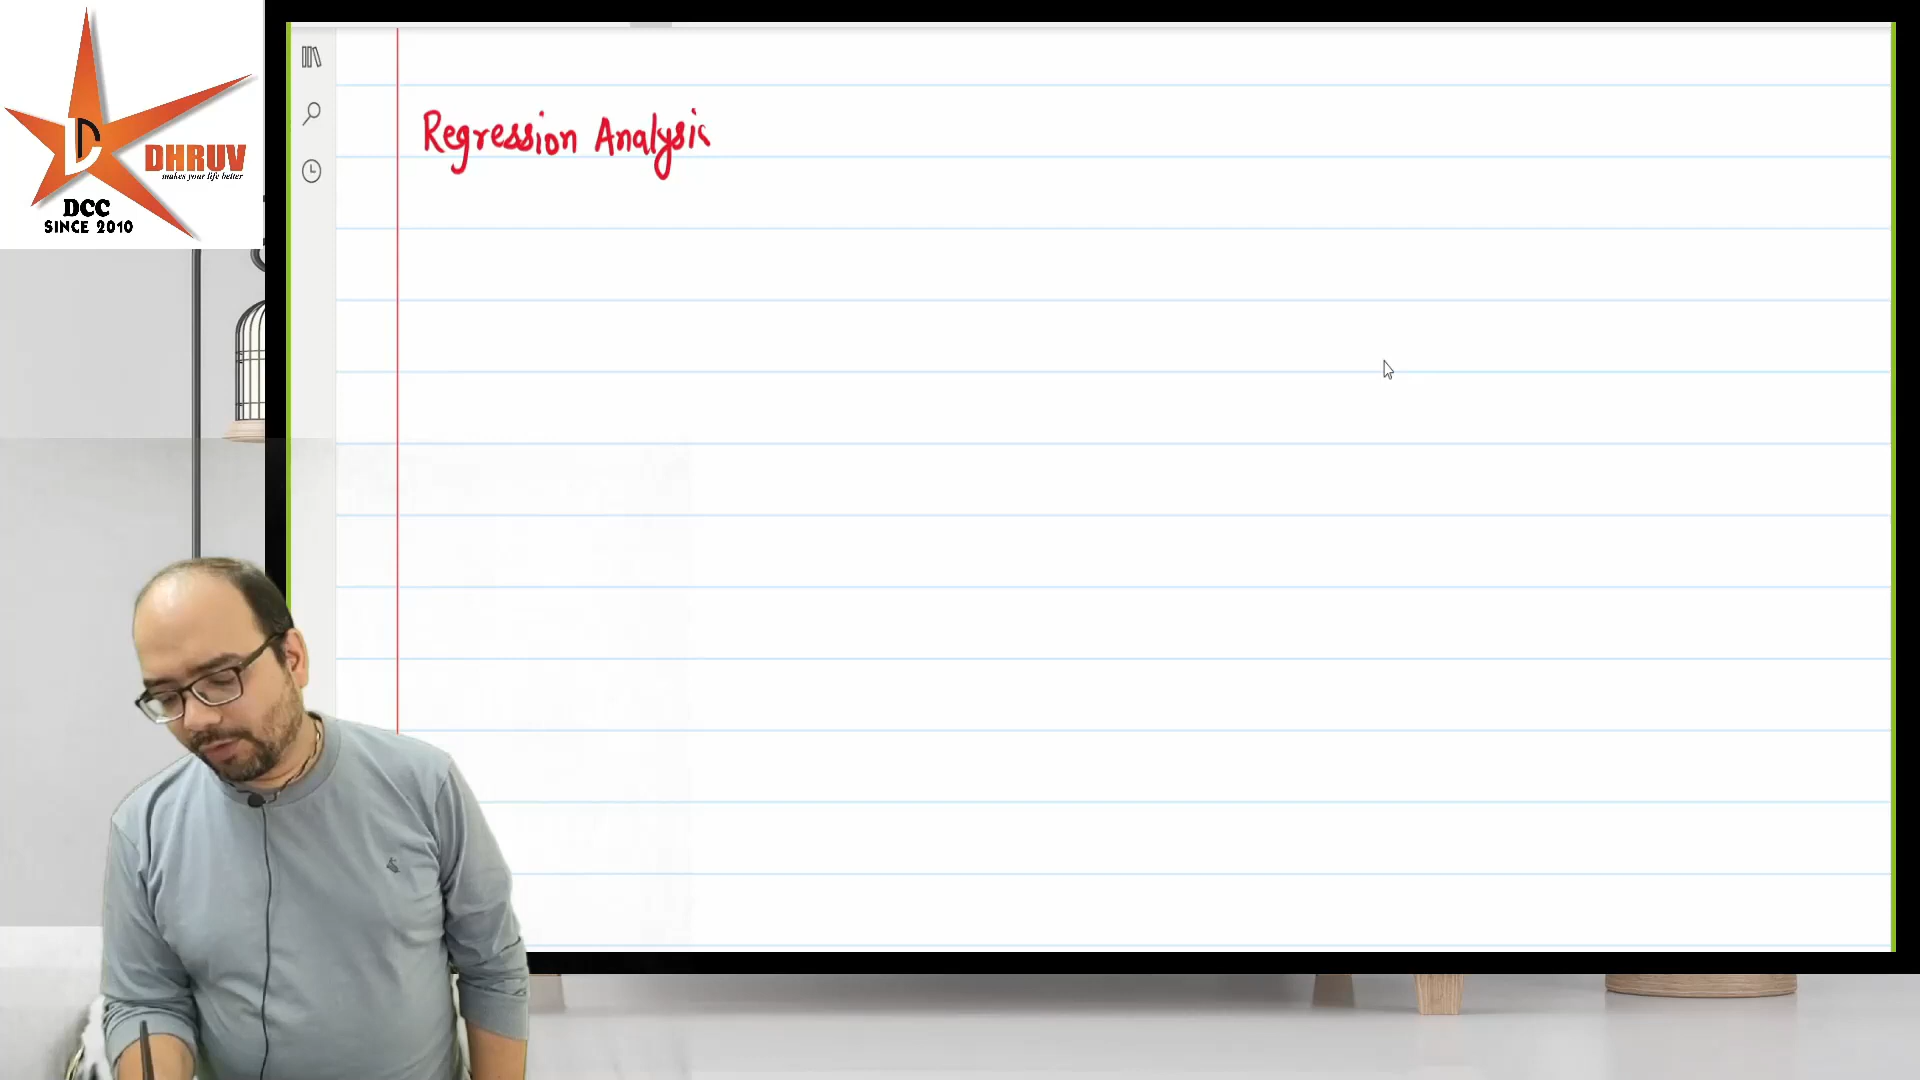 D
DHRUV
makes your life better
DCC
SINCE 2010
Regression Analysis